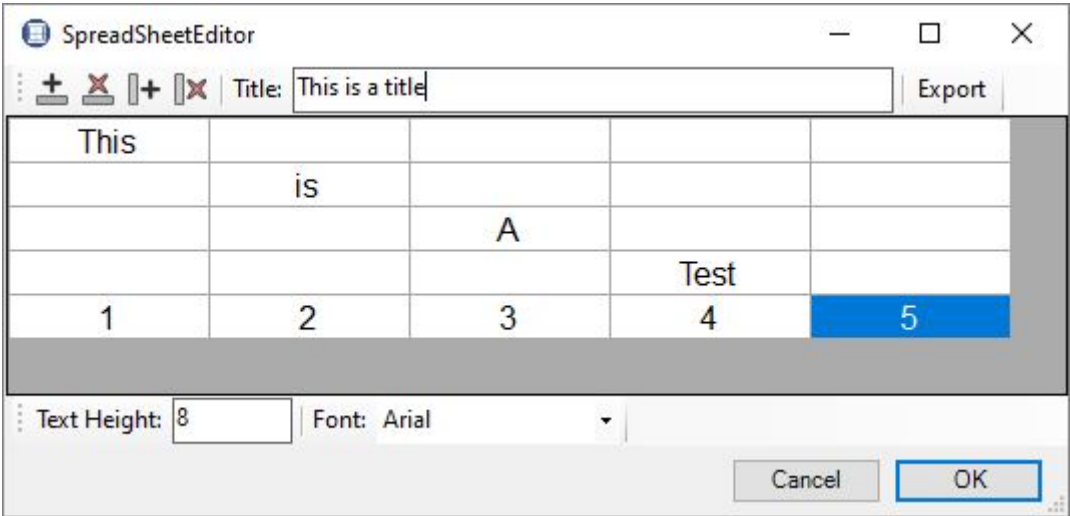 SpreadSheetEditor
Title: This is a title Export
This
is
A
Test
1 2 3 4 5
Text Height: 8 Font: Arial
Cancel OK